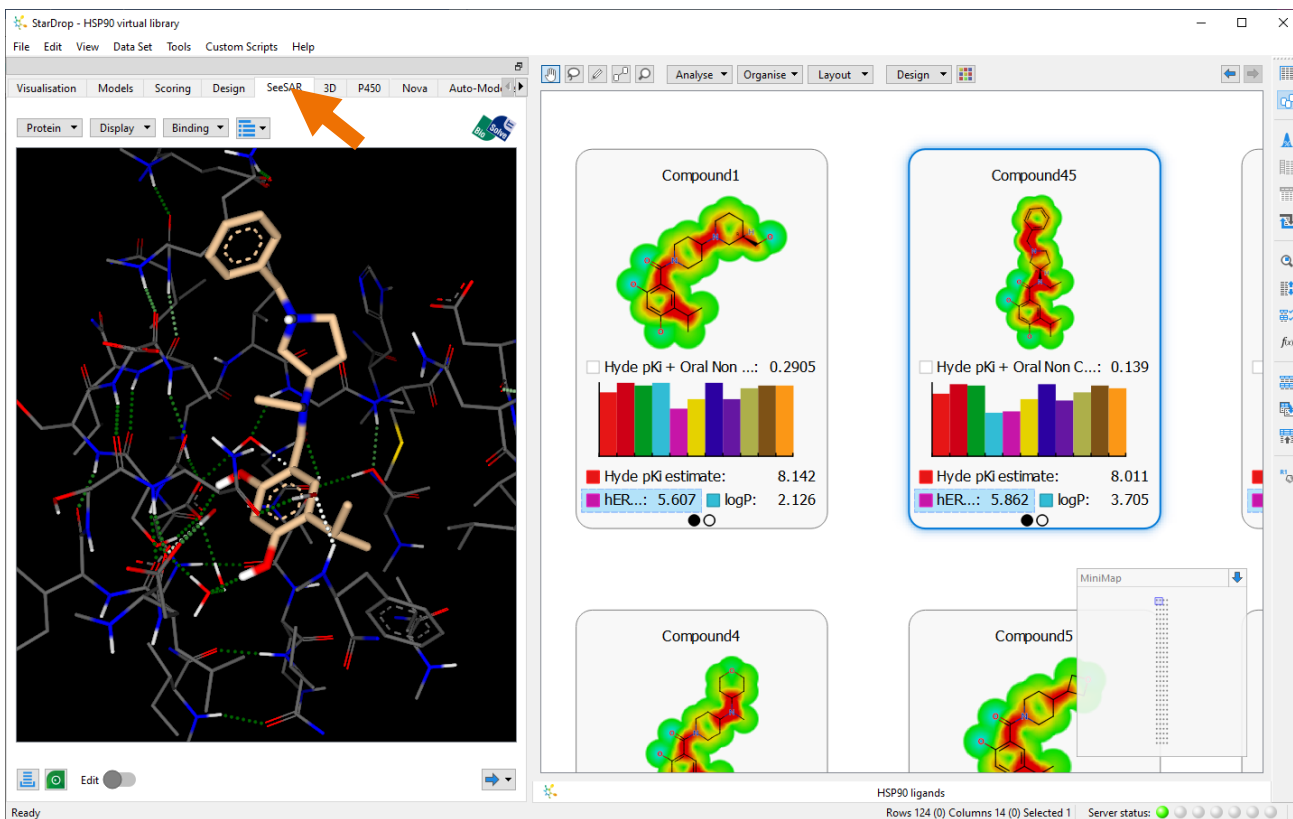 StarDrop - HSP90 virtual library
File Edit View Data Set Tools Custom Scripts Help
Visualisation Models Scoring Design SeeSAR 3D P450 Nova
Analyse Organise Layout Design
Protein Display Binding
Bio Solve
Compound1
Compound45
Hyde pKi + Oral Non ...: 0.2905
Hyde pKi + Oral Non C...: 0.139
Hyde pKi estimate: 8.142
Hyde pKi estimate: 8.011
hER...: 5.607 logP: 2.126
hER...: 5.862 logP: 3.705
MiniMap
Compound4
Compound5
Edit
HSP90 ligands
Ready
Rows 124 (0) Columns 14 (0) Selected 1 Server status: